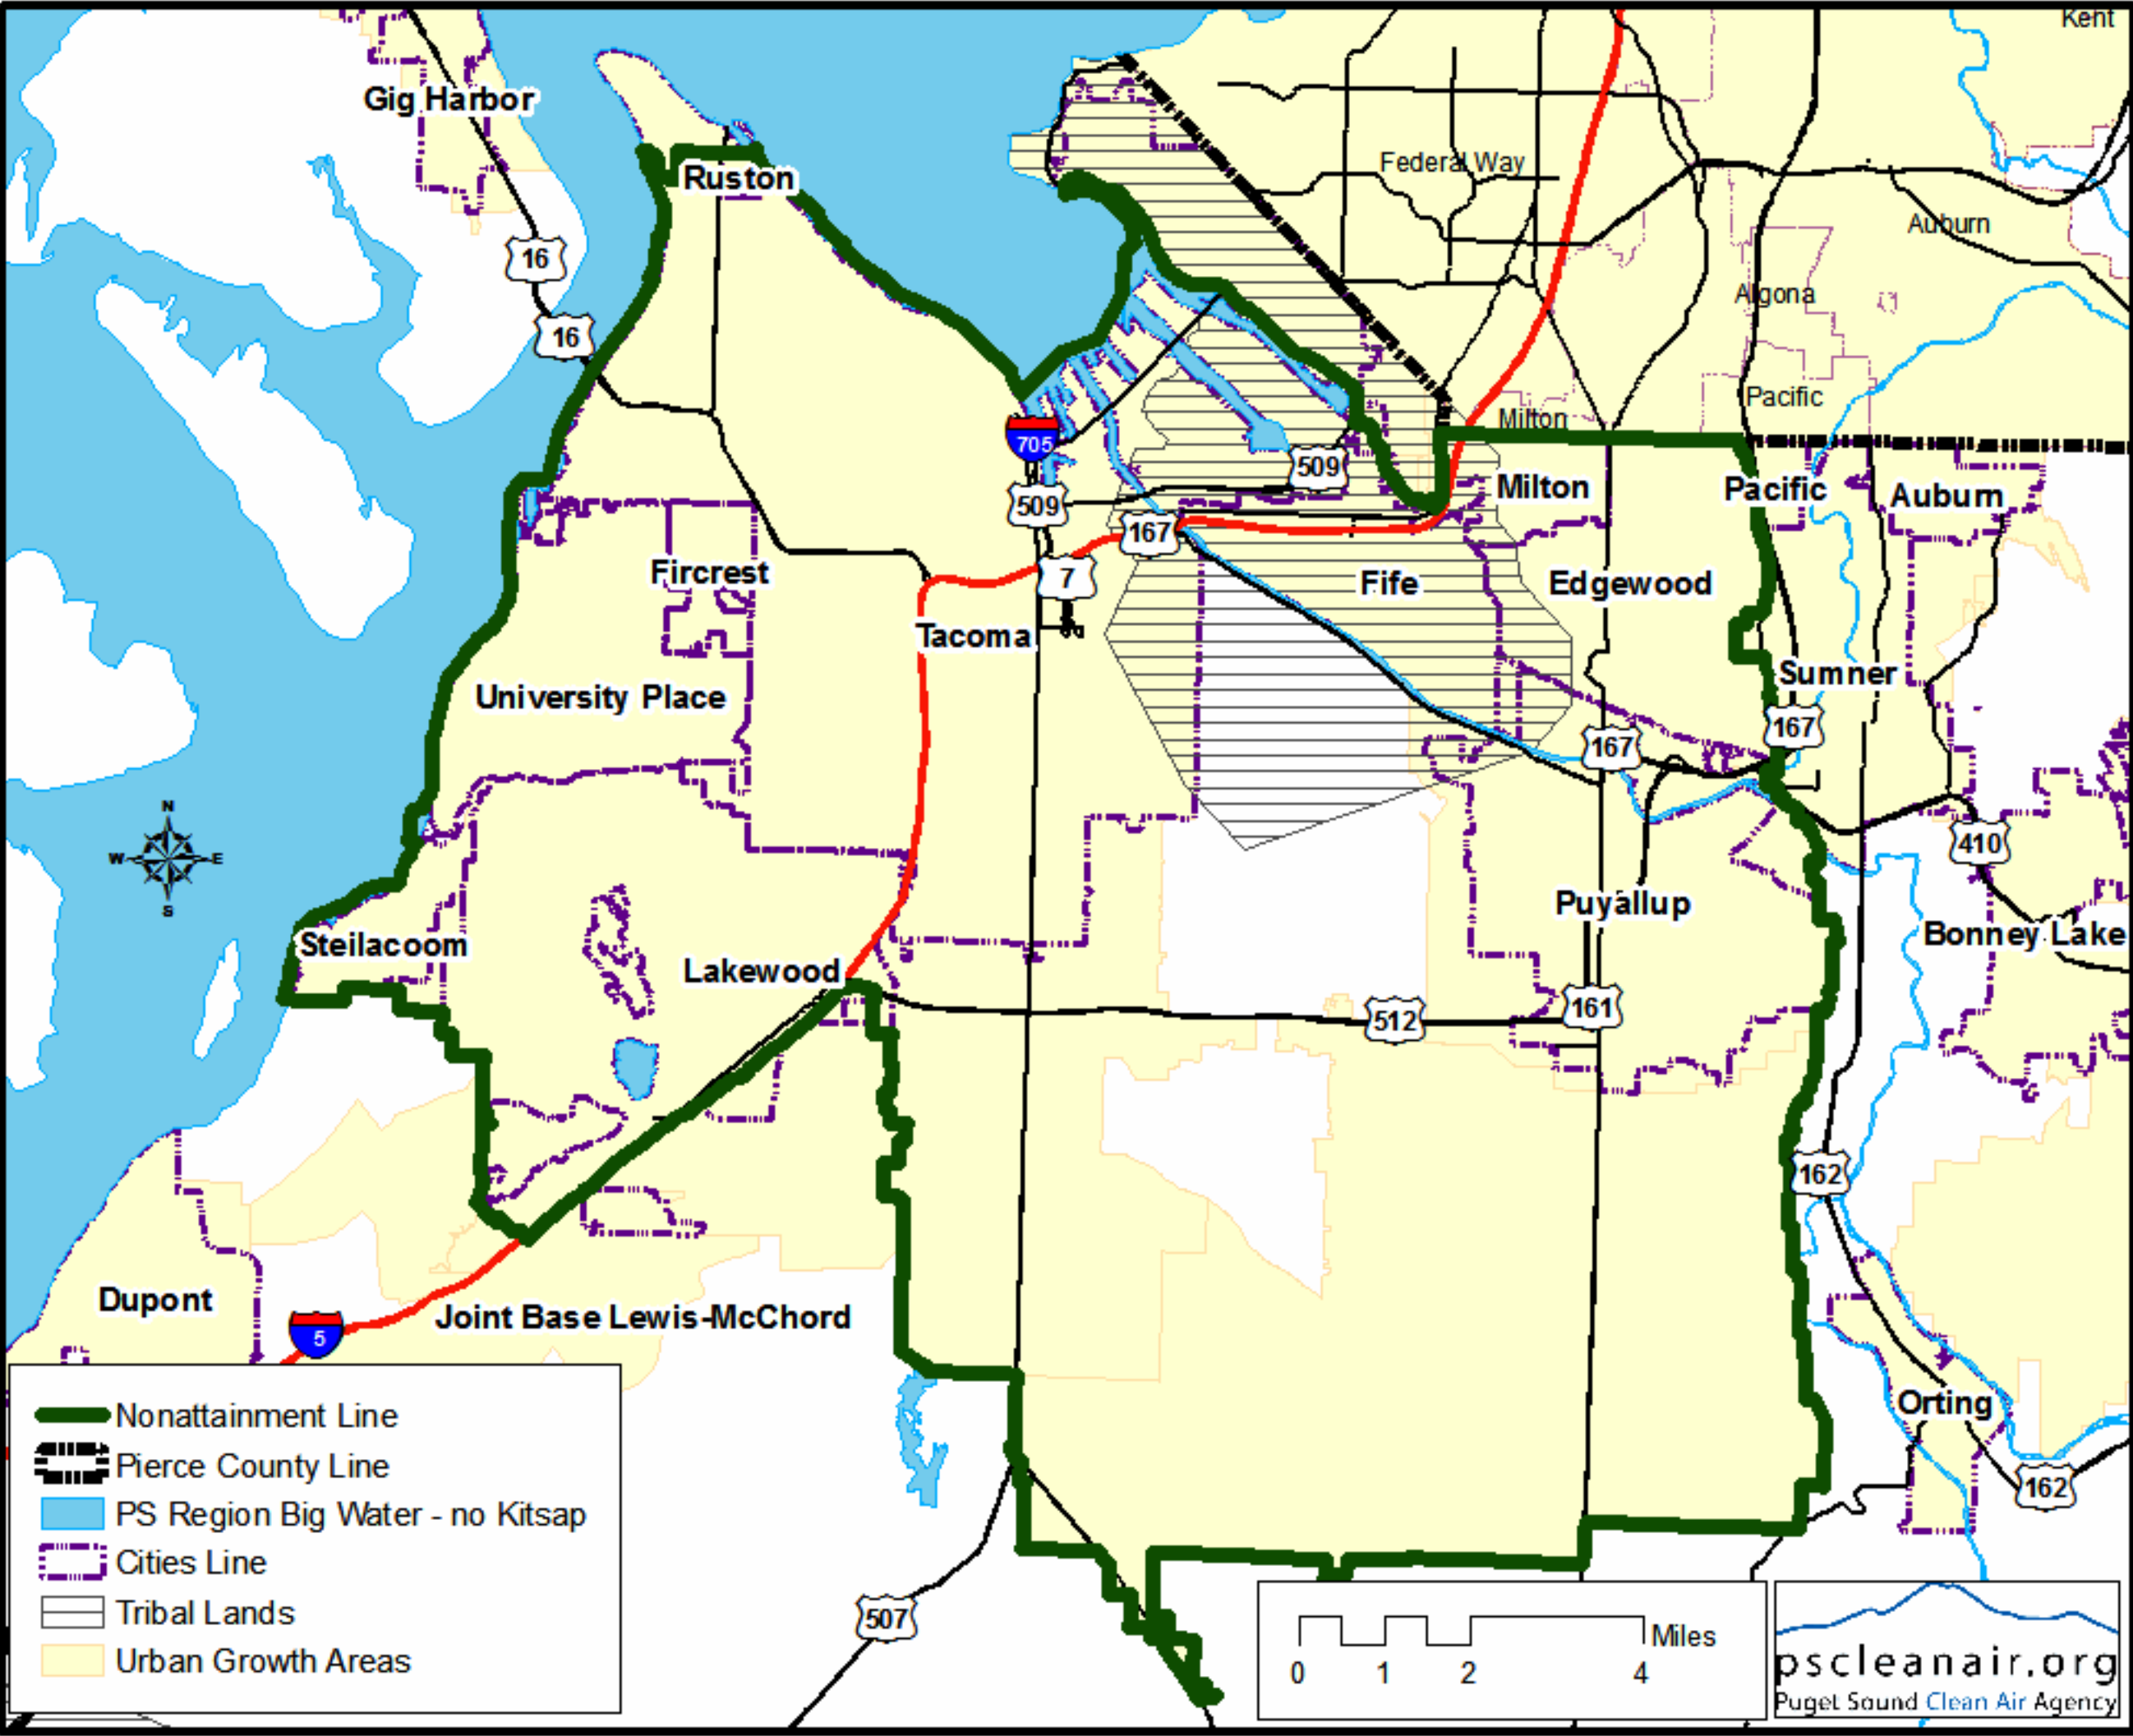 Kent
Gig Harbor
Federal Way
Ruston
Auburn
16
Algona
16
Pacific
Milton
705
509
Milton
Pacific
Auburn
509
167
Fircrest
7
Fife
Edgewood
Tacoma
Sumner
University Place
167
167
N
W E
S
410
Puyallup
Bonney Lake
Steilacoom
Lakewood
161
512
162
Dupont
Joint Base Lewis-McChord
5
Orting
162
Nonattainment Line
Pierce County Line
PS Region Big Water - no Kitsap
Cities Line
Tribal Lands
Urban Growth Areas
507
Miles
0 1 2 4
pscleanair.org
Puget Sound Clean Air Agency